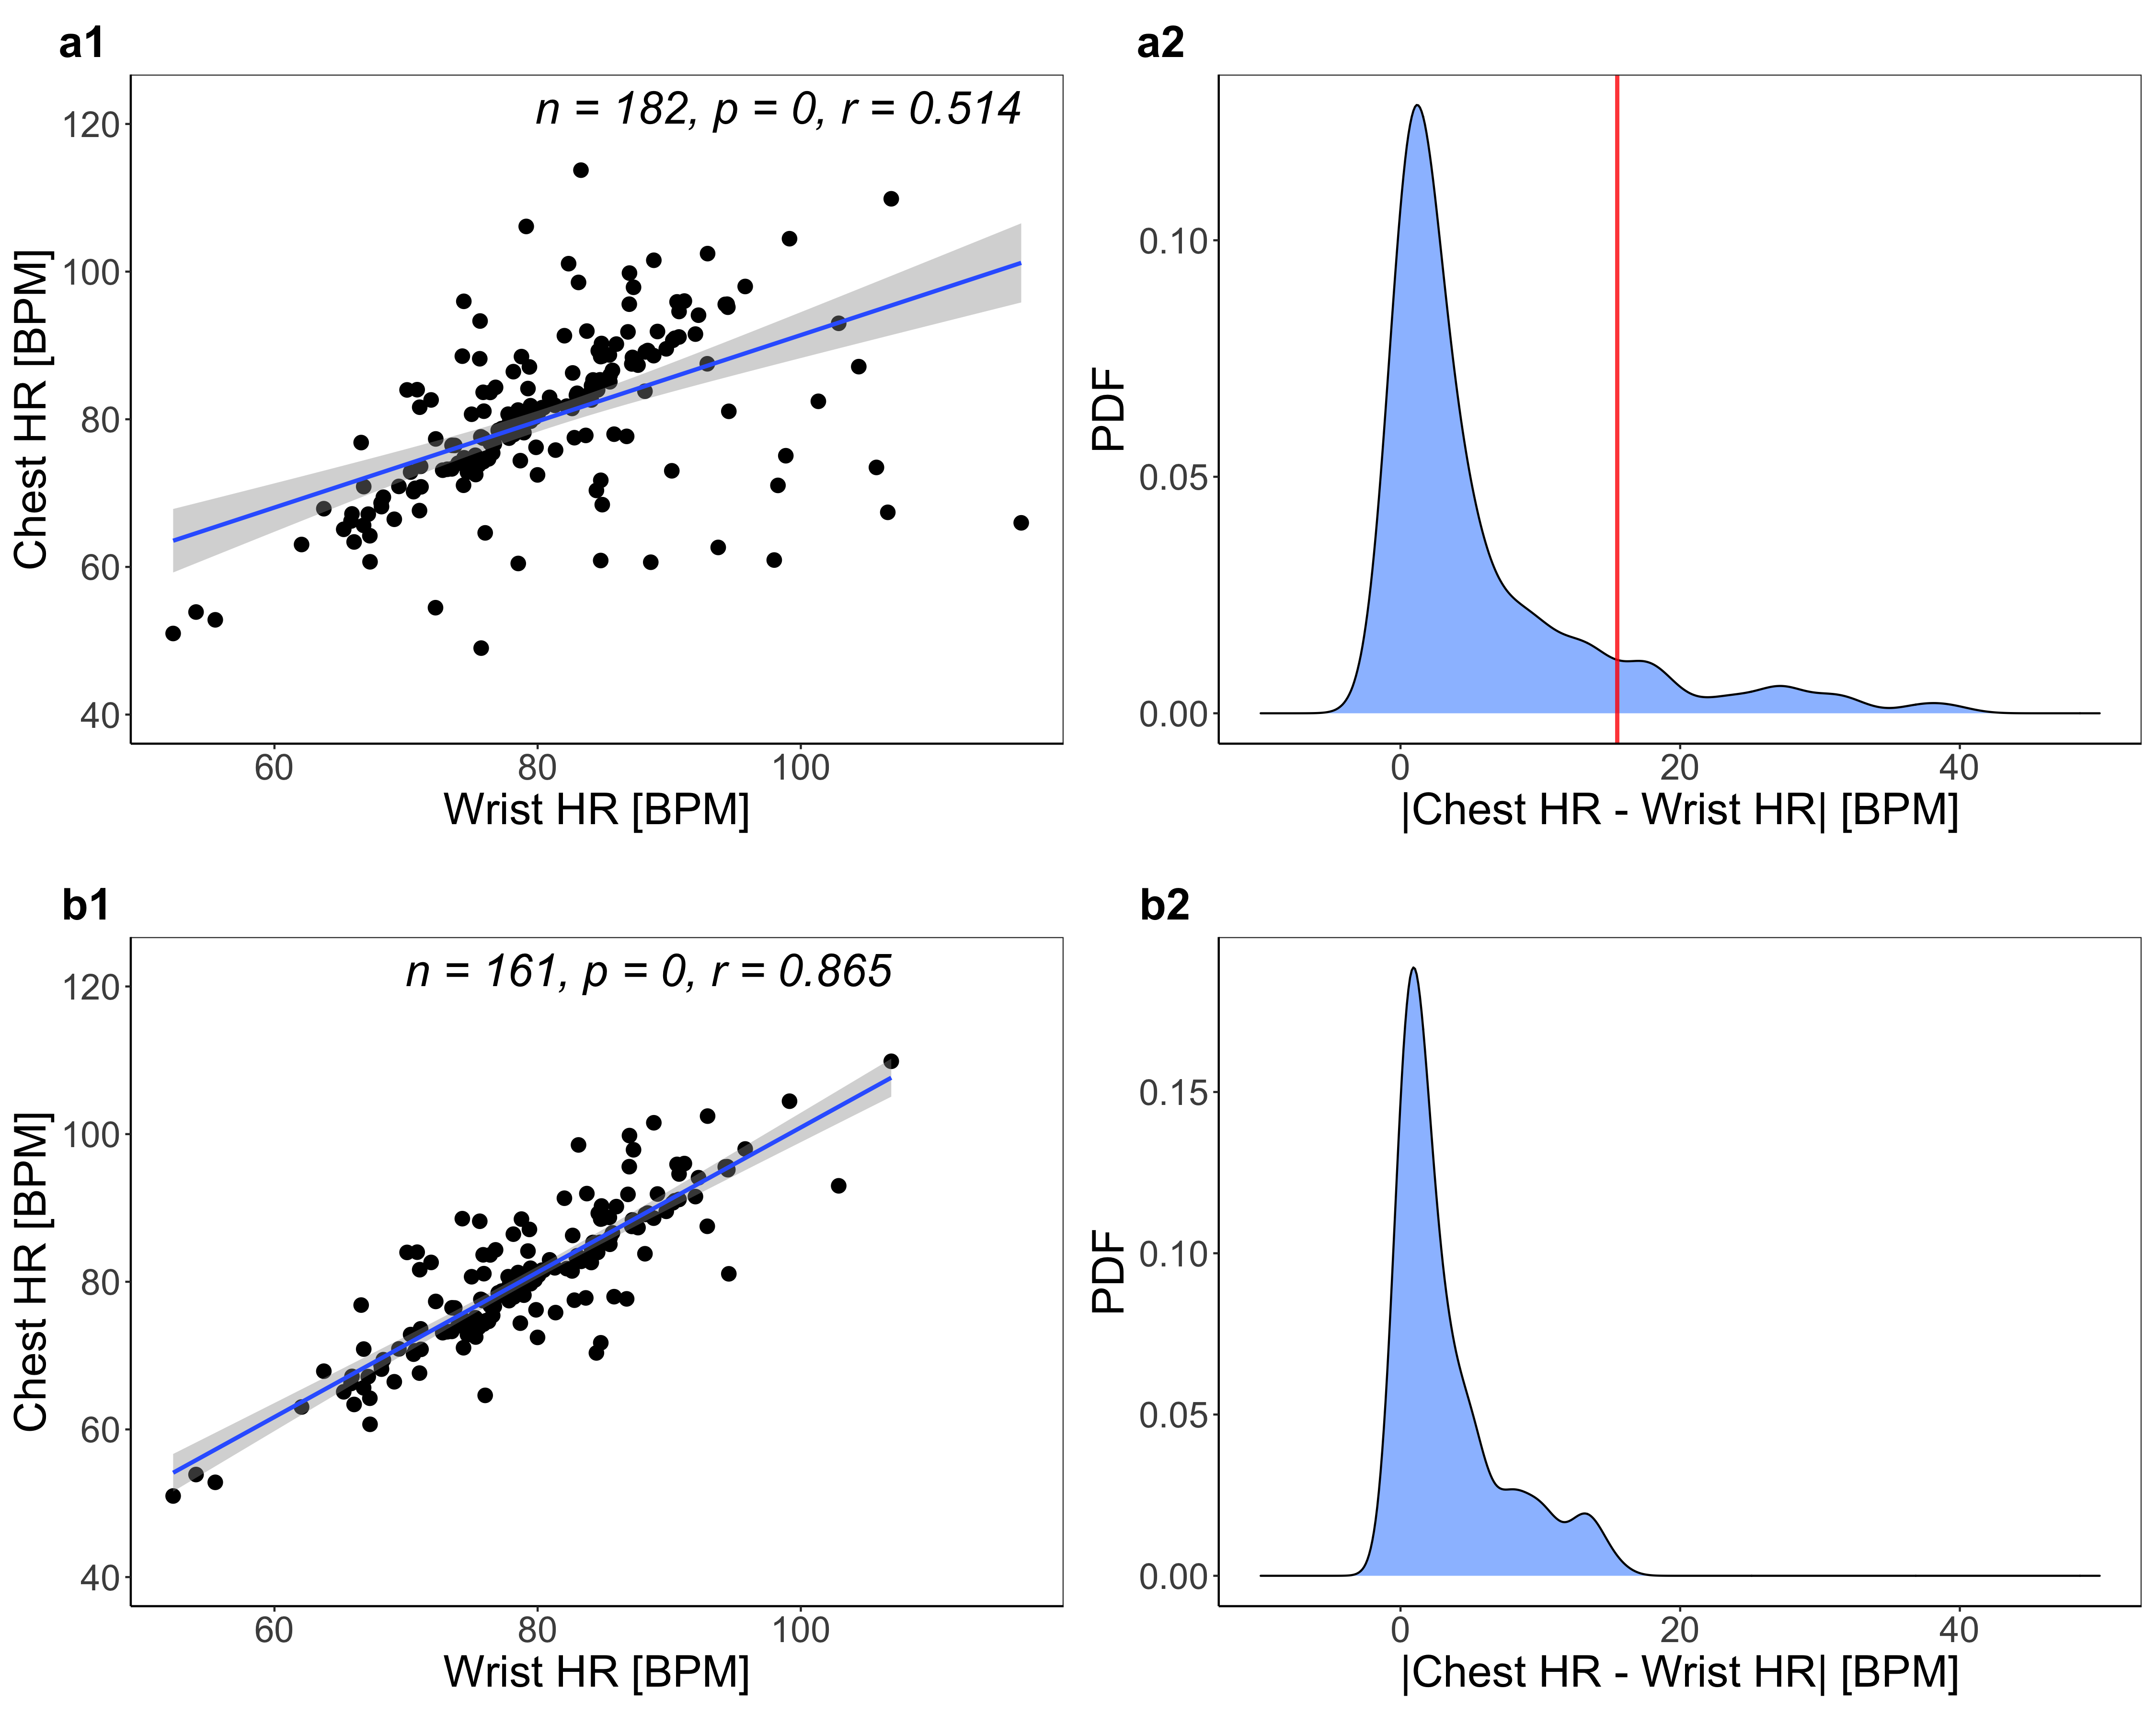 a1
n = 182, p = 0, r = 0.514
Chest HR [BPM]
120
100
80
60
40
60 80 100
Wrist HR [BPM]
a2
PDF
0.10
0.05
0.00
0 20 40
|Chest HR - Wrist HR| [BPM]
b1
n = 161, p = 0, r = 0.865
Chest HR [BPM]
120
100
80
60
40
60 80 100
Wrist HR [BPM]
b2
PDF
0.15
0.10
0.05
0.00
0 20 40
|Chest HR - Wrist HR| [BPM]